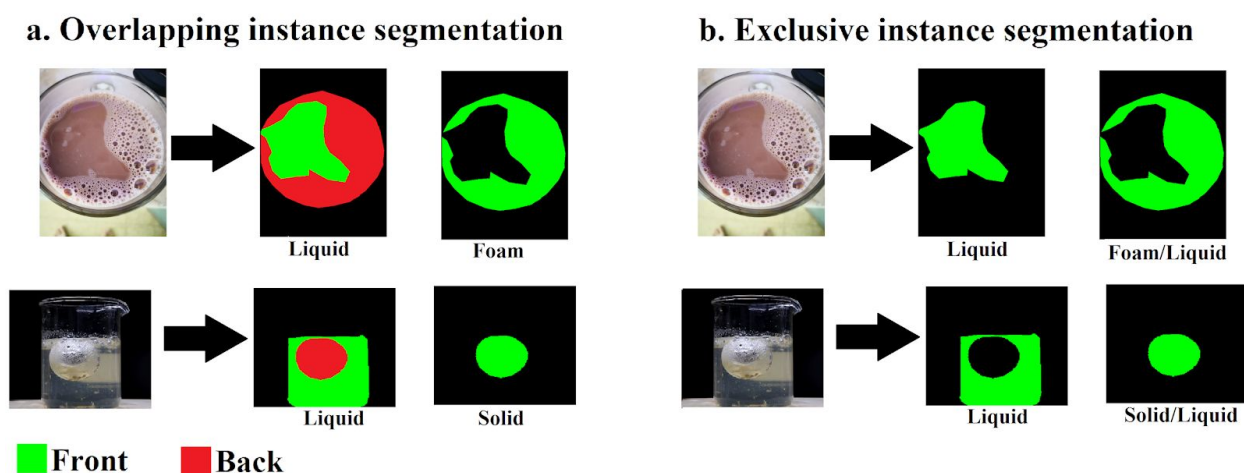 a. Overlapping instance segmentation
b. Exclusive instance segmentation
Liquid
Foam
Liquid
Foam/Liquid
Liquid
Solid
Liquid
Solid/Liquid
Front
Back